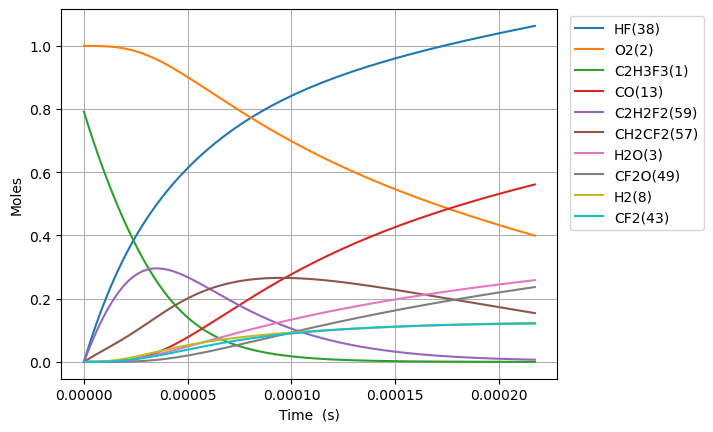 HF(38)
O2(2)
C2H3F3(1)
CO(13)
C2H2F2(59)
CH2CF2(57)
H2O(3)
CF2O(49)
H2(8)
CF2(43)
Moles
1.0
0.8
0.6
0.4
0.2
0.0
0.00000 0.00005 0.00010 0.00015 0.00020
Time (s)